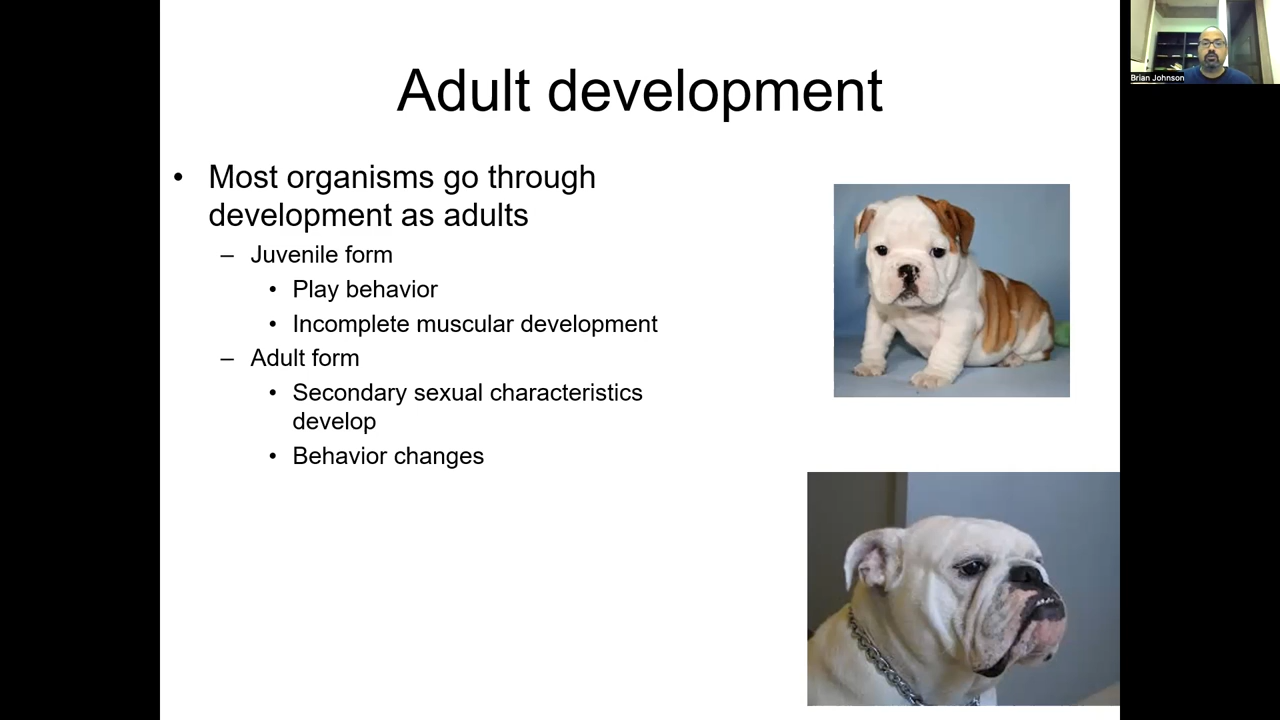 Adult development
• Most organisms go through
development as adults
– Juvenile form
• Play behavior
• Incomplete muscular development
– Adult form
• Secondary sexual characteristics
develop
• Behavior changes
Brian Johnson